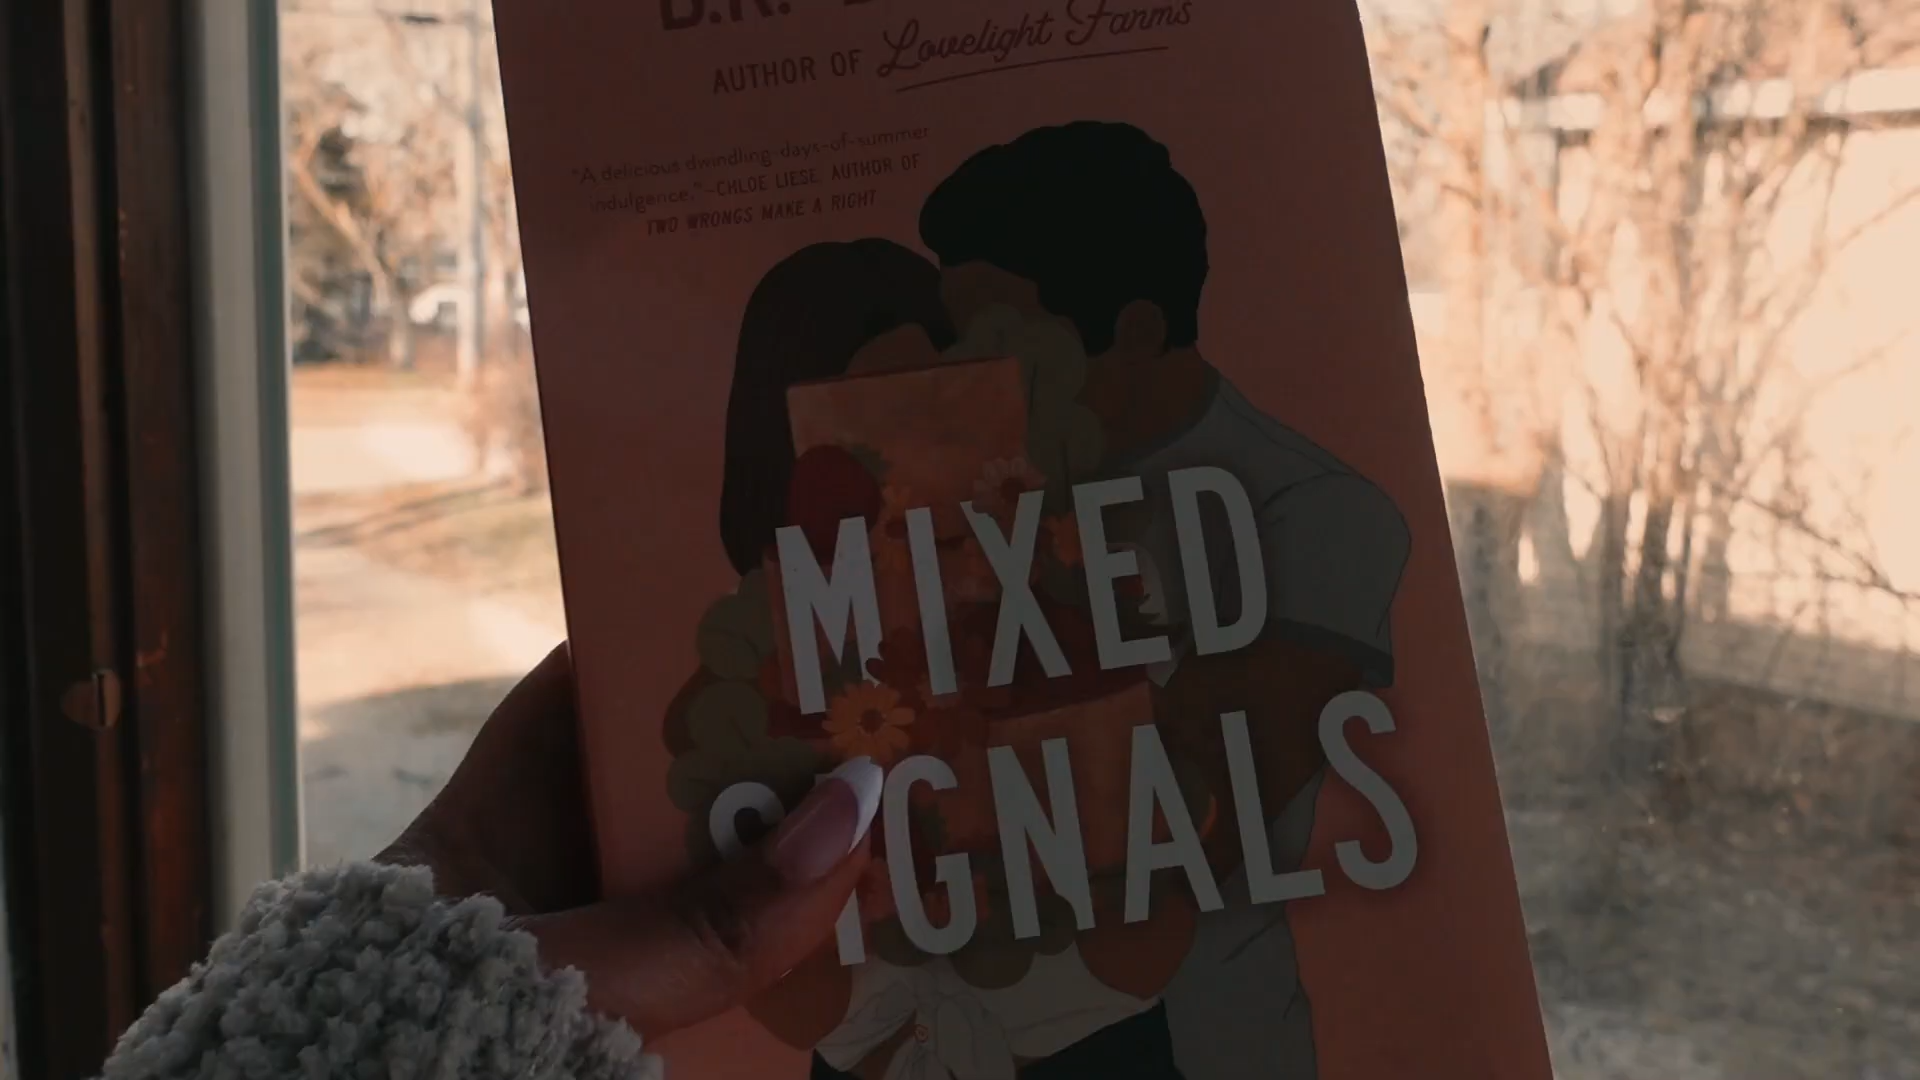 B.K.
AUTHOR OF Lovelight Farms
"A delicious dwindling-days-of-summer
indulgence."—CHLOE LIESE, AUTHOR OF
TWO WRONGS MAKE A RIGHT
MIXED
SIGNALS